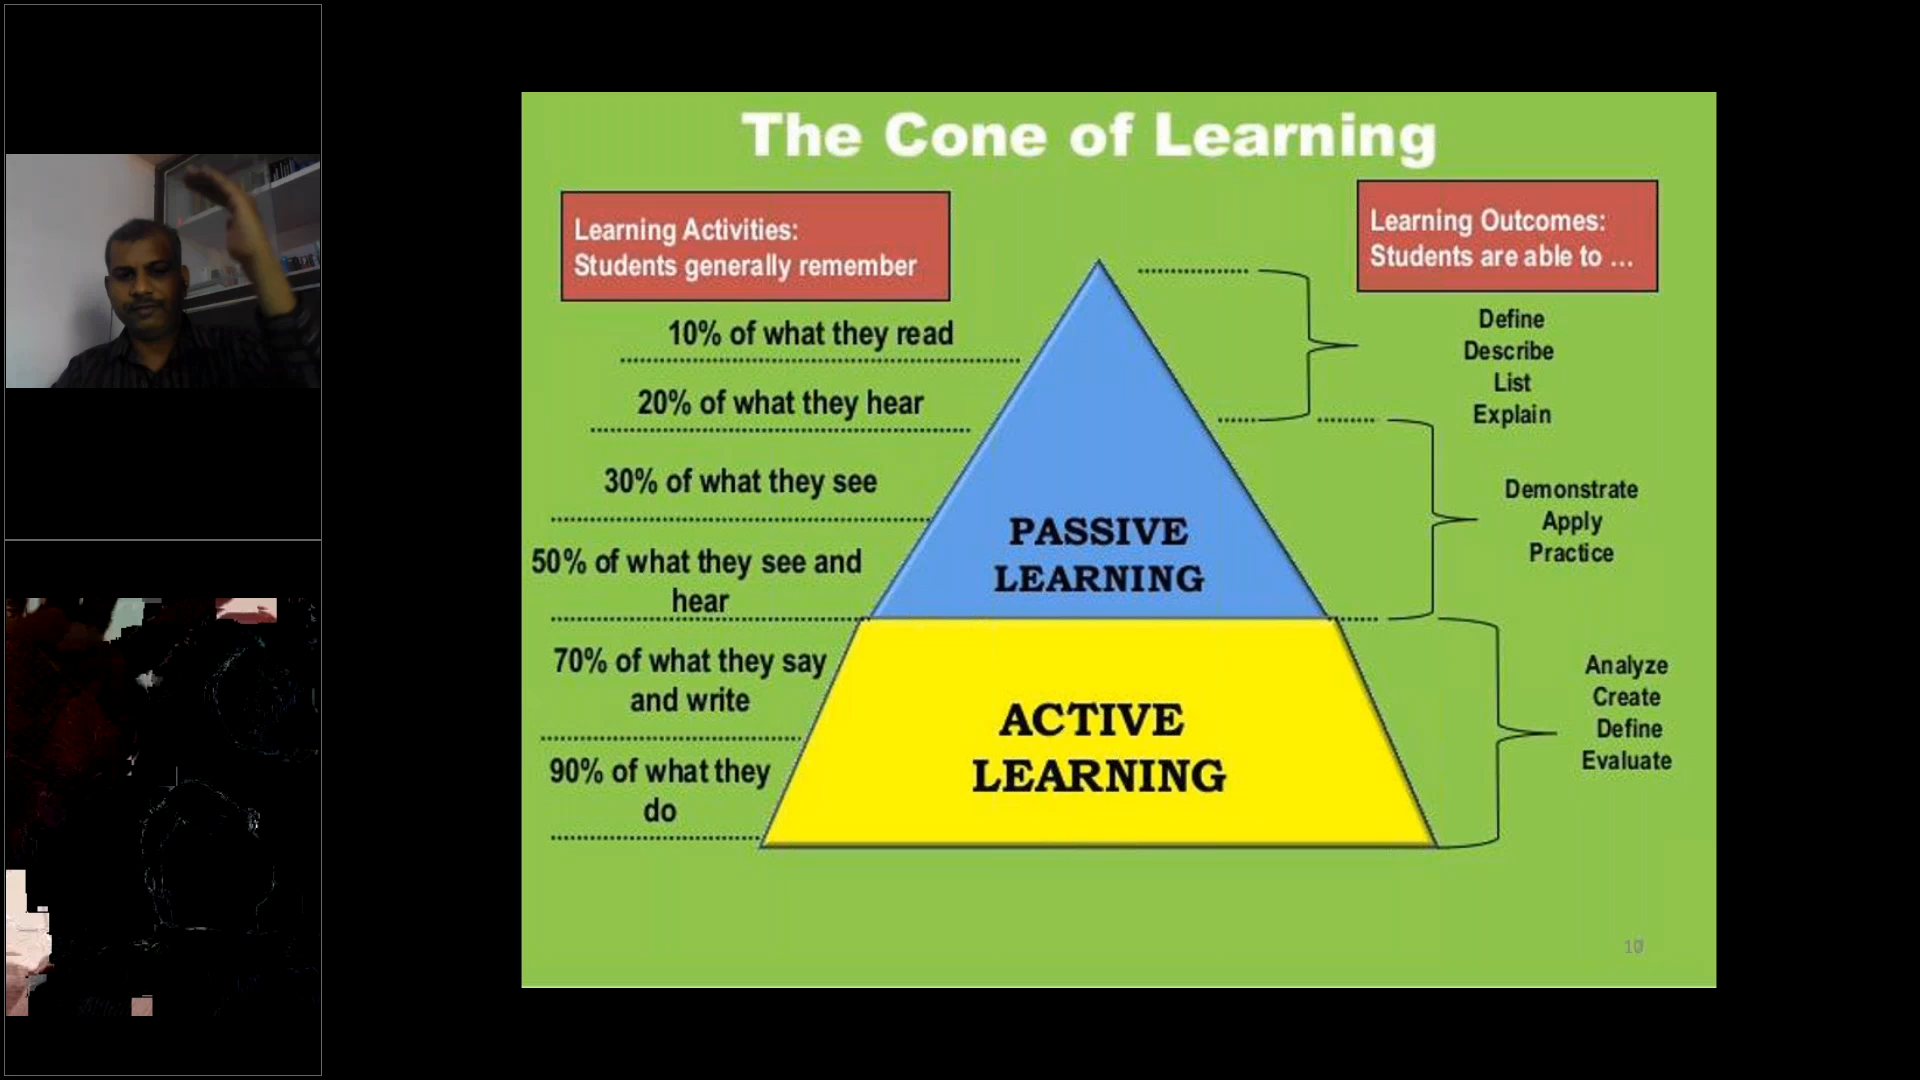 The Cone of Learning
Learning Activities:
Students generally remember
Learning Outcomes:
Students are able to ...
10% of what they read
20% of what they hear
30% of what they see
50% of what they see and
hear
70% of what they say
and write
90% of what they
do
PASSIVE
LEARNING
ACTIVE
LEARNING
Define
Describe
List
Explain
Demonstrate
Apply
Practice
Analyze
Create
Define
Evaluate